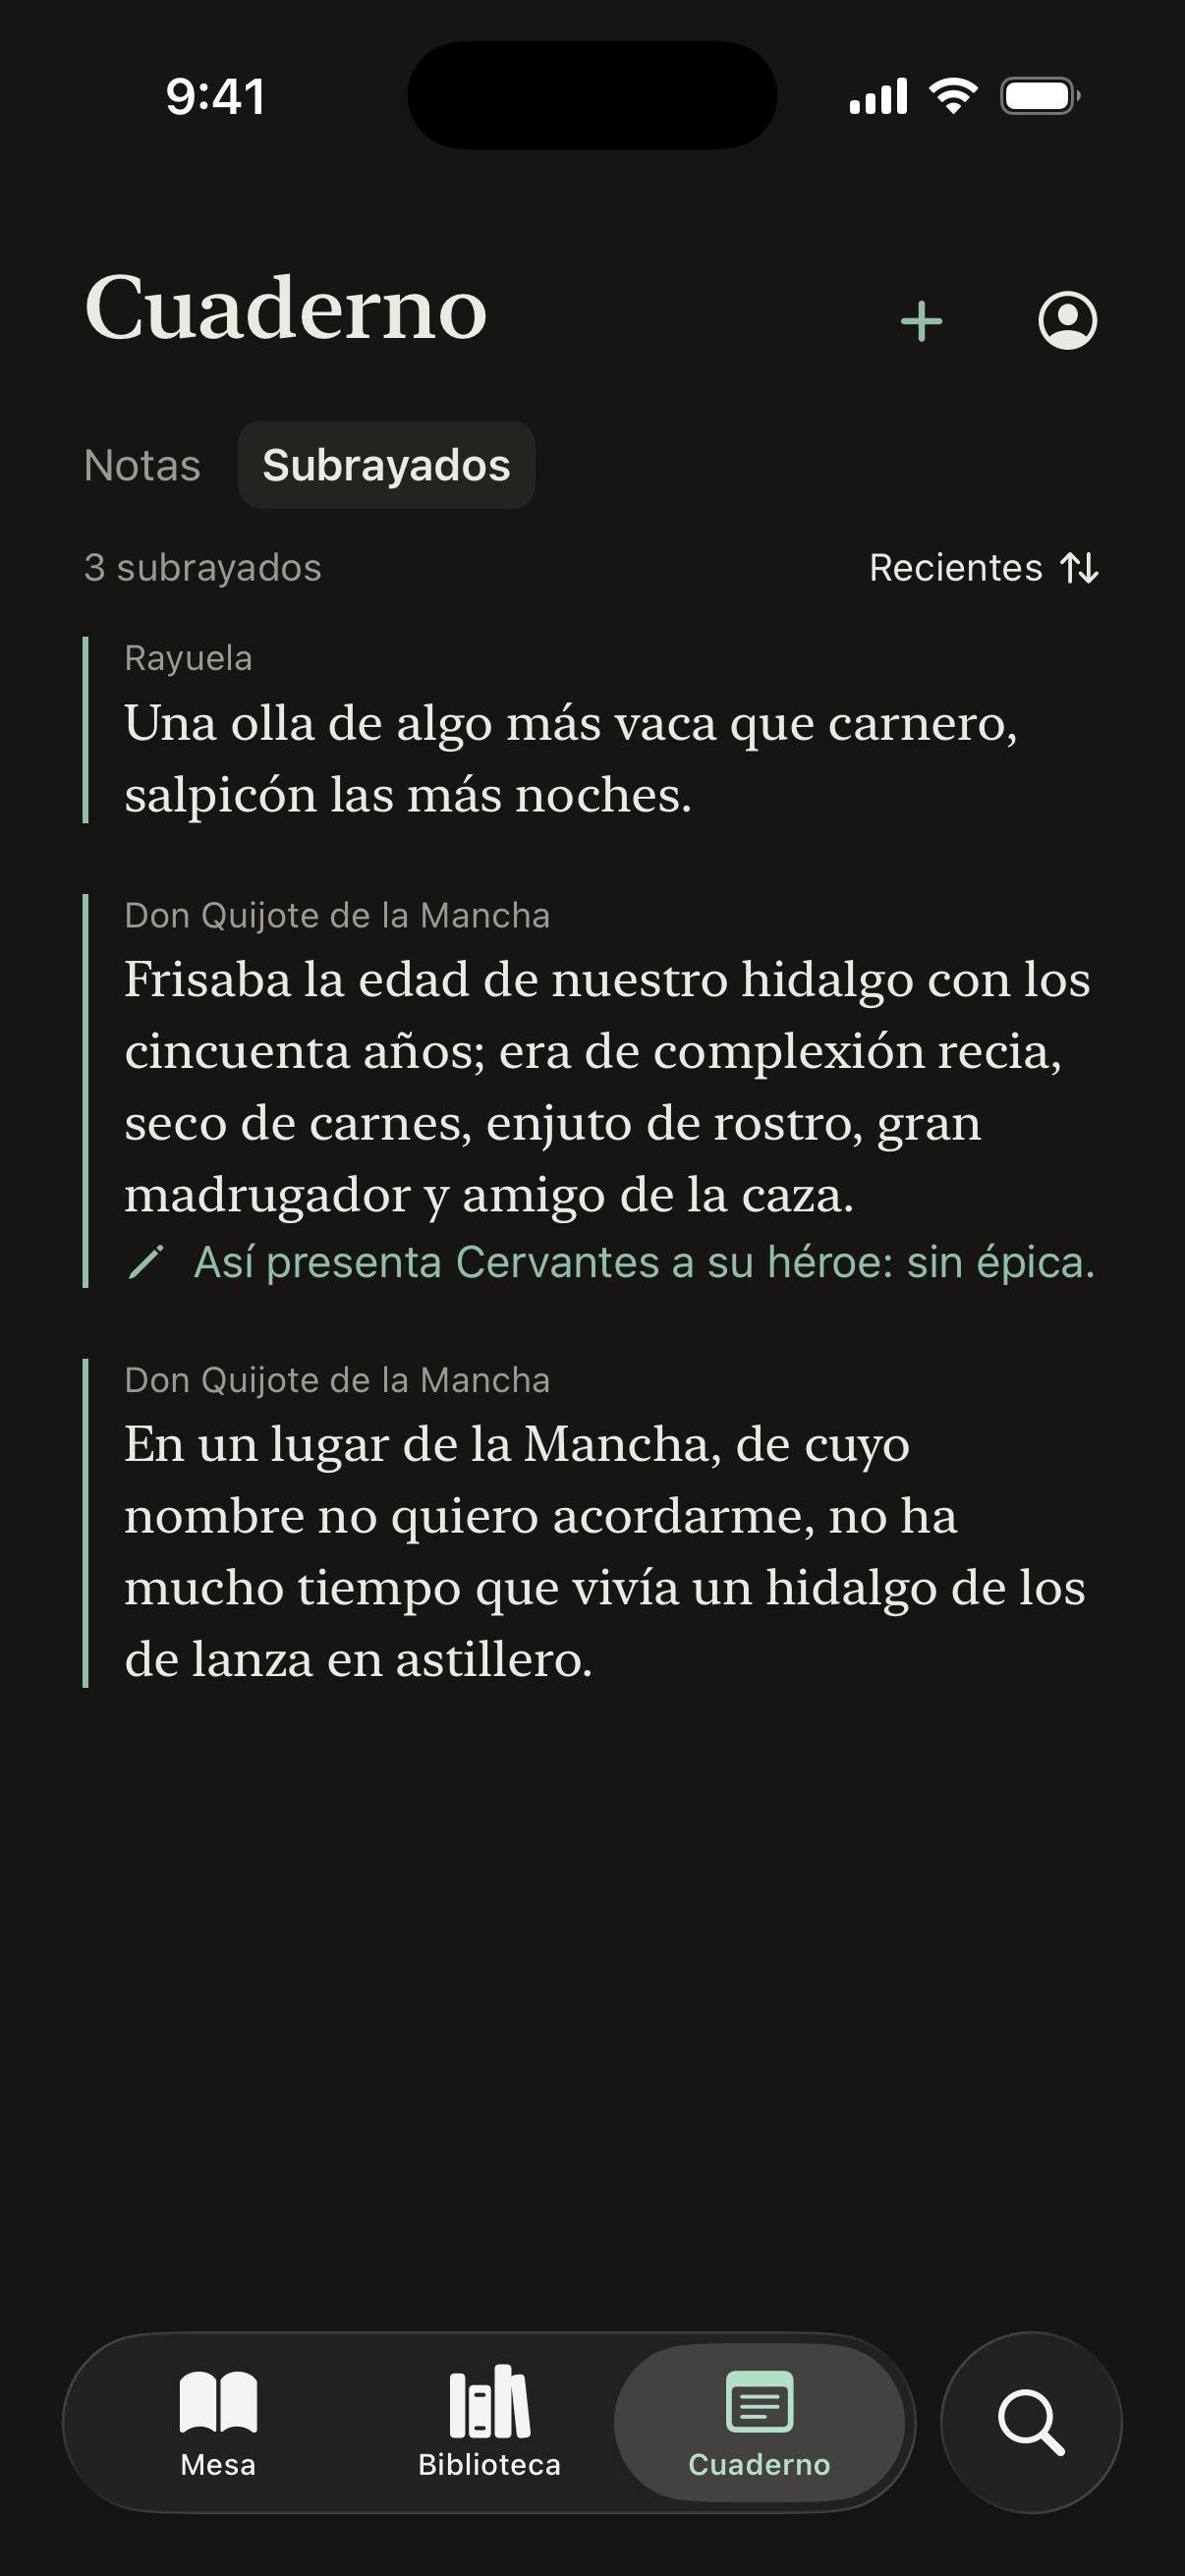 9:41
Cuaderno
Notas
Subrayados
3 subrayados
Recientes
Rayuela
Una olla de algo más vaca que carnero,
salpicón las más noches.
Don Quijote de la Mancha
Frisaba la edad de nuestro hidalgo con los
cincuenta años; era de complexión recia,
seco de carnes, enjuto de rostro, gran
madrugador y amigo de la caza.
Así presenta Cervantes a su héroe: sin épica.
Don Quijote de la Mancha
En un lugar de la Mancha, de cuyo
nombre no quiero acordarme, no ha
mucho tiempo que vivía un hidalgo de los
de lanza en astillero.
Mesa
Biblioteca
Cuaderno